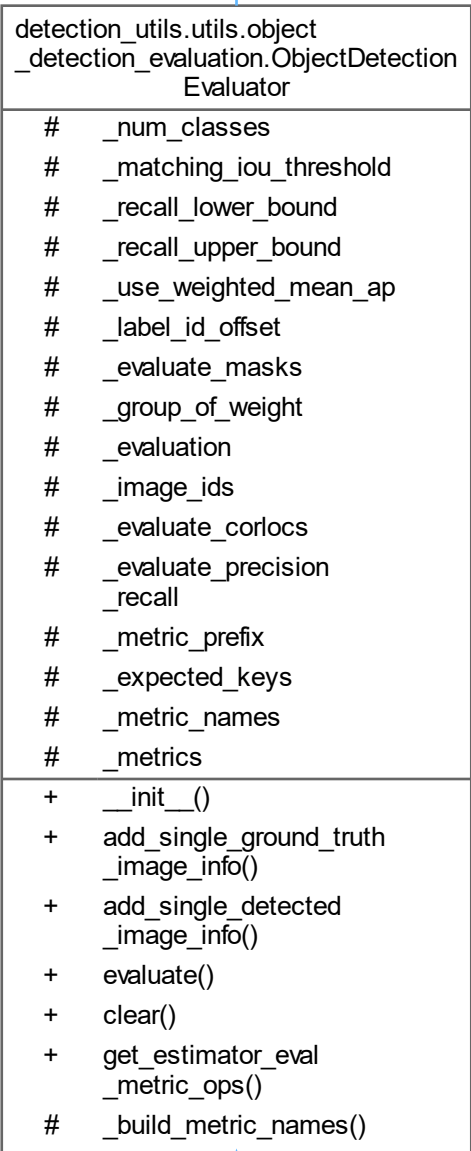 detection_utils.utils.object
_detection_evaluation.ObjectDetection
Evaluator
# _num_classes
# _matching_iou_threshold
# _recall_lower_bound
# _recall_upper_bound
# _use_weighted_mean_ap
# _label_id_offset
# _evaluate_masks
# _group_of_weight
# _evaluation
# _image_ids
# _evaluate_corlocs
# _evaluate_precision
_recall
# _metric_prefix
# _expected_keys
# _metric_names
# _metrics
+ __init__()
+ add_single_ground_truth
_image_info()
+ add_single_detected
_image_info()
+ evaluate()
+ clear()
+ get_estimator_eval
_metric_ops()
# _build_metric_names()